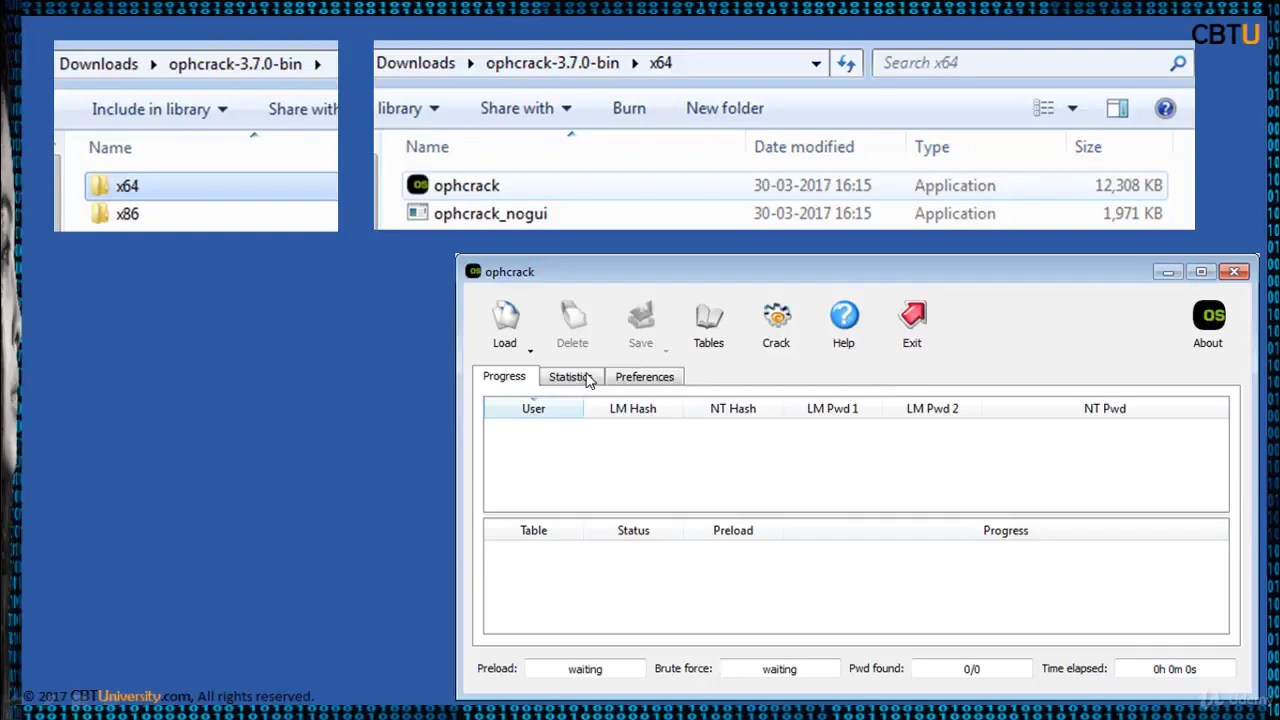 CBTU
Downloads ophcrack-3.7.0-bin
Include in library Share with
Name
x64
x86
Downloads ophcrack-3.7.0-bin x64 Search x64
library Share with Burn New folder
Name Date modified Type Size
ophcrack 30-03-2017 16:15 Application 12,308 KB
ophcrack_nogui 30-03-2017 16:15 Application 1,971 KB
OS ophcrack
Load Delete Save Tables Crack Help Exit About
OS
Progress Statistics Preferences
User LM Hash NT Hash LM Pwd 1 LM Pwd 2 NT Pwd
Table Status Preload Progress
Preload: waiting Brute force: waiting Pwd found: 0/0 Time elapsed: 0h 0m 0s
© 2017 CBTUniversity.com, All rights reserved.
Udemy